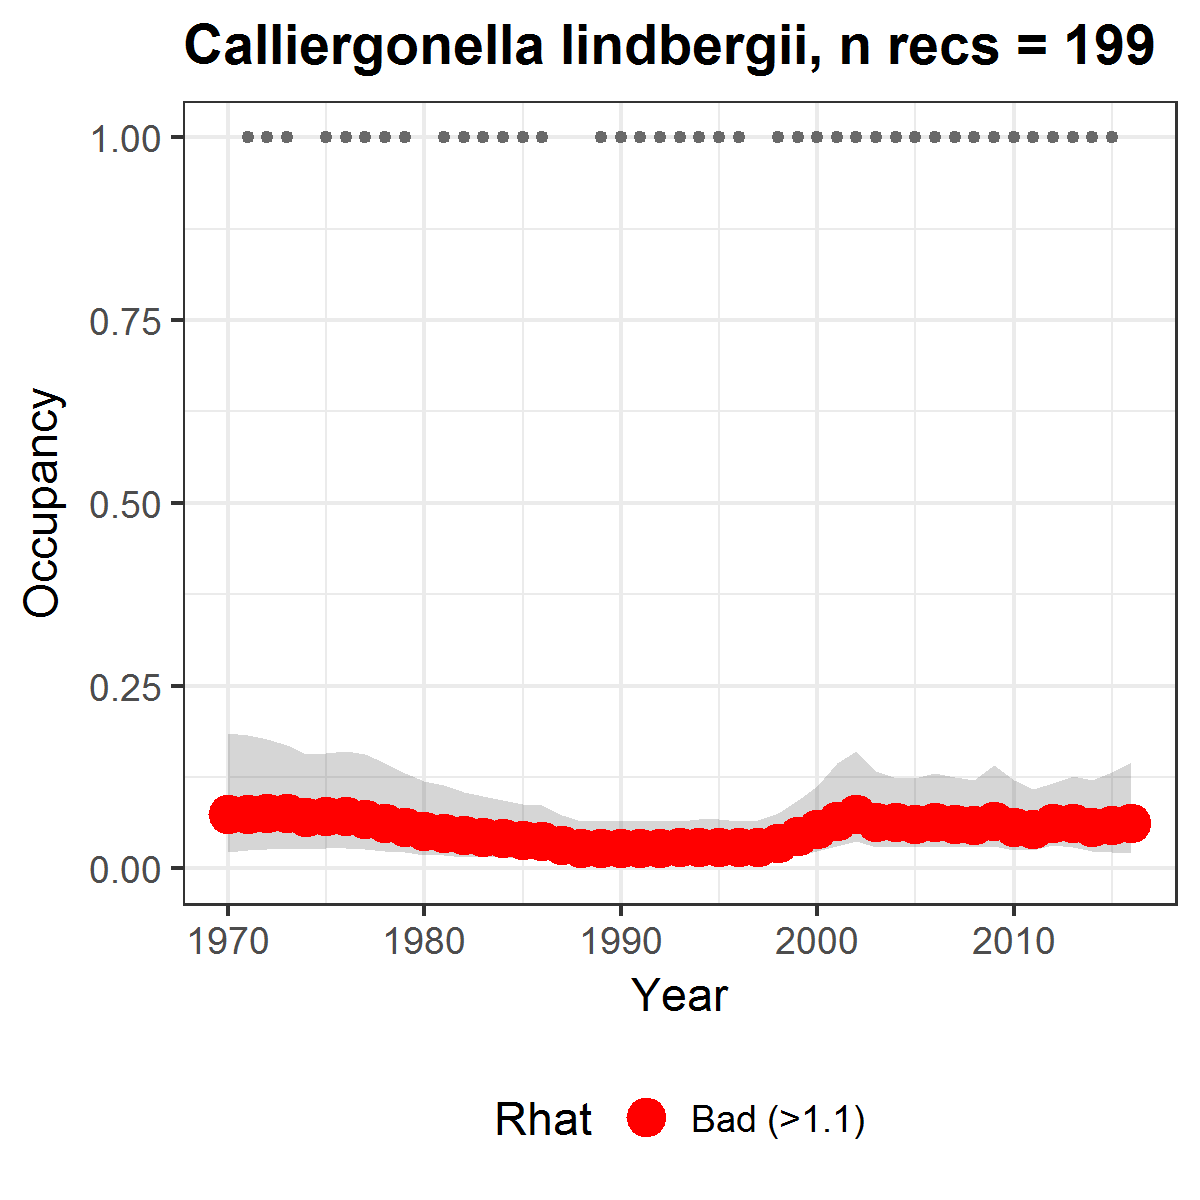 Calliergonella lindbergii, n recs = 199
1.00
0.75
0.50
0.25
0.00
Occupancy
1970 1980 1990 2000 2010
Year
Rhat Bad (>1.1)